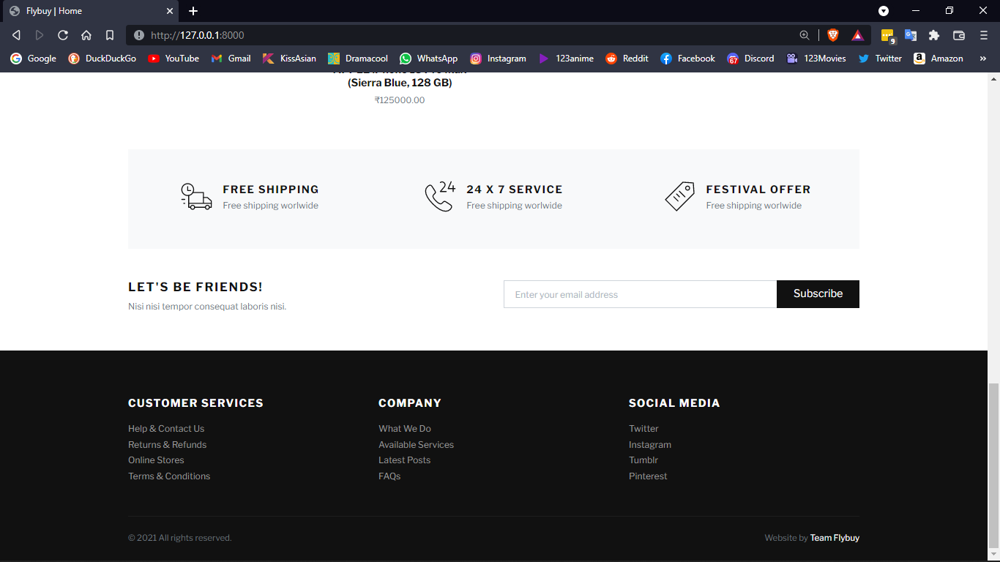 Flybuy | Home
http://127.0.0.1:8000
9
Google DuckDuckGo YouTube Gmail KissAsian Dramacool WhatsApp Instagram 123anime Reddit Facebook Discord 123Movies Twitter Amazon »
(Sierra Blue, 128 GB)
₹125000.00
FREE SHIPPING
Free shipping worlwide
24
24 X 7 SERVICE
Free shipping worlwide
FESTIVAL OFFER
Free shipping worlwide
LET'S BE FRIENDS!
Nisi nisi tempor consequat laboris nisi.
Enter your email address
Subscribe
CUSTOMER SERVICES
Help & Contact Us
Returns & Refunds
Online Stores
Terms & Conditions
COMPANY
What We Do
Available Services
Latest Posts
FAQs
SOCIAL MEDIA
Twitter
Instagram
Tumblr
Pinterest
© 2021 All rights reserved.
Website by Team Flybuy